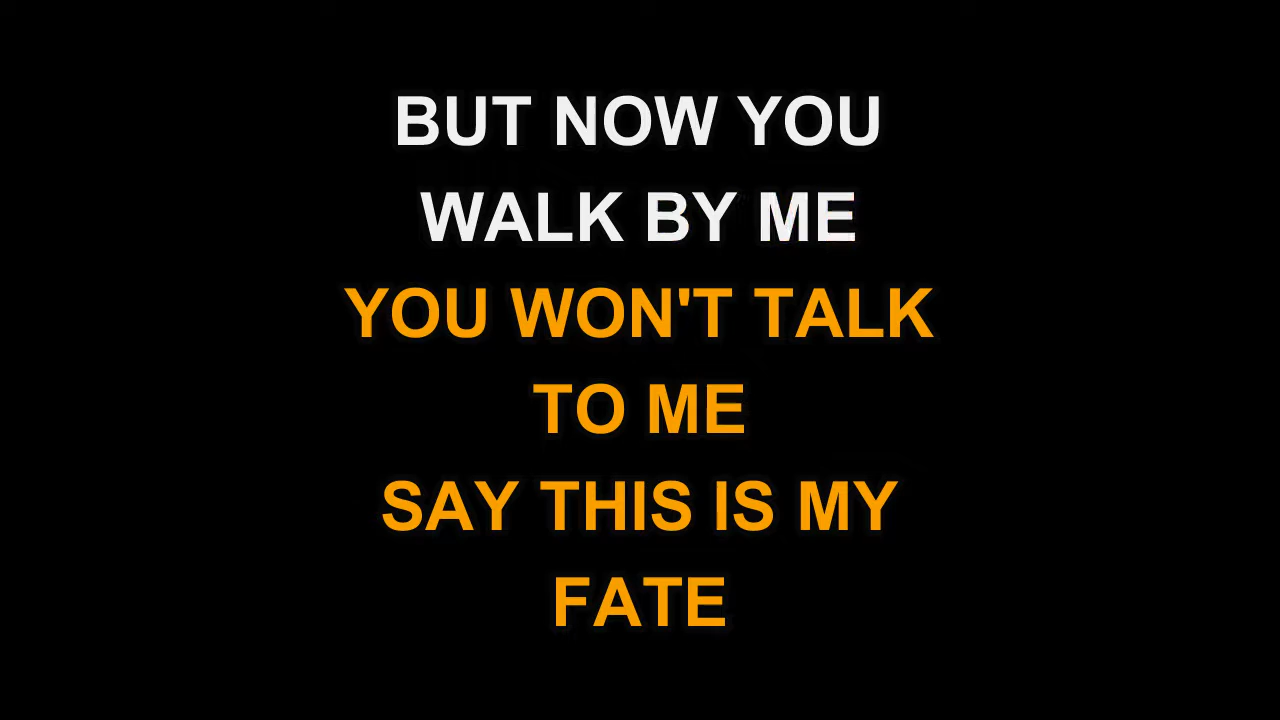 BUT NOW YOU
WALK BY ME
YOU WON'T TALK
TO ME
SAY THIS IS MY
FATE